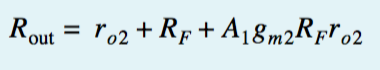 R_out = r_o2 + R_F + A_1 g_m2 R_F r_o2